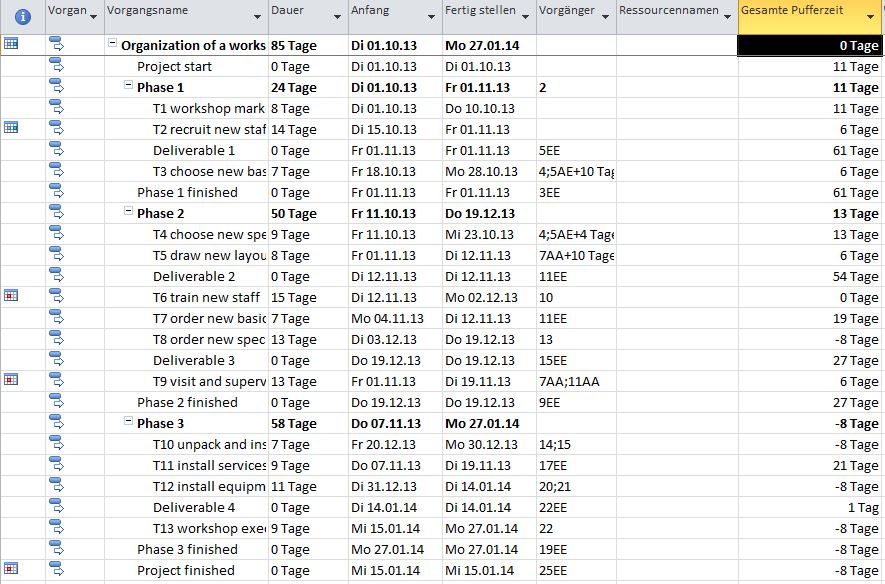 Vorgan Vorgangsname Dauer Anfang Fertig stellen Vorgänger Ressourcennamen Gesamte Pufferzeit
Organization of a works 85 Tage Di 01.10.13 Mo 27.01.14 0 Tage
Project start 0 Tage Di 01.10.13 Di 01.10.13 11 Tage
Phase 1 24 Tage Di 01.10.13 Fr 01.11.13 2 11 Tage
T1 workshop mark 8 Tage Di 01.10.13 Do 10.10.13 11 Tage
T2 recruit new staf 14 Tage Di 15.10.13 Fr 01.11.13 6 Tage
Deliverable 1 0 Tage Fr 01.11.13 Fr 01.11.13 5EE 61 Tage
T3 choose new bas 7 Tage Fr 18.10.13 Mo 28.10.13 4;5AE+10 Tag 6 Tage
Phase 1 finished 0 Tage Fr 01.11.13 Fr 01.11.13 3EE 61 Tage
Phase 2 50 Tage Fr 11.10.13 Do 19.12.13 13 Tage
T4 choose new spe 9 Tage Fr 11.10.13 Mi 23.10.13 4;5AE+4 Tage 13 Tage
T5 draw new layou 8 Tage Fr 01.11.13 Di 12.11.13 7AA+10 Tage 6 Tage
Deliverable 2 0 Tage Di 12.11.13 Di 12.11.13 11EE 54 Tage
T6 train new staff 15 Tage Di 12.11.13 Mo 02.12.13 10 0 Tage
T7 order new basic 7 Tage Mo 04.11.13 Di 12.11.13 11EE 19 Tage
T8 order new spec 13 Tage Di 03.12.13 Do 19.12.13 13 -8 Tage
Deliverable 3 0 Tage Do 19.12.13 Do 19.12.13 15EE 27 Tage
T9 visit and superv 13 Tage Fr 01.11.13 Di 19.11.13 7AA;11AA 6 Tage
Phase 2 finished 0 Tage Do 19.12.13 Do 19.12.13 9EE 27 Tage
Phase 3 58 Tage Do 07.11.13 Mo 27.01.14 -8 Tage
T10 unpack and ins 7 Tage Fr 20.12.13 Mo 30.12.13 14;15 -8 Tage
T11 install services 9 Tage Do 07.11.13 Di 19.11.13 17EE 21 Tage
T12 install equipm 11 Tage Di 31.12.13 Di 14.01.14 20;21 -8 Tage
Deliverable 4 0 Tage Di 14.01.14 Di 14.01.14 22EE 1 Tag
T13 workshop exec 9 Tage Mi 15.01.14 Mo 27.01.14 22 -8 Tage
Phase 3 finished 0 Tage Mo 27.01.14 Mo 27.01.14 19EE -8 Tage
Project finished 0 Tage Mi 15.01.14 Mi 15.01.14 25EE -8 Tage